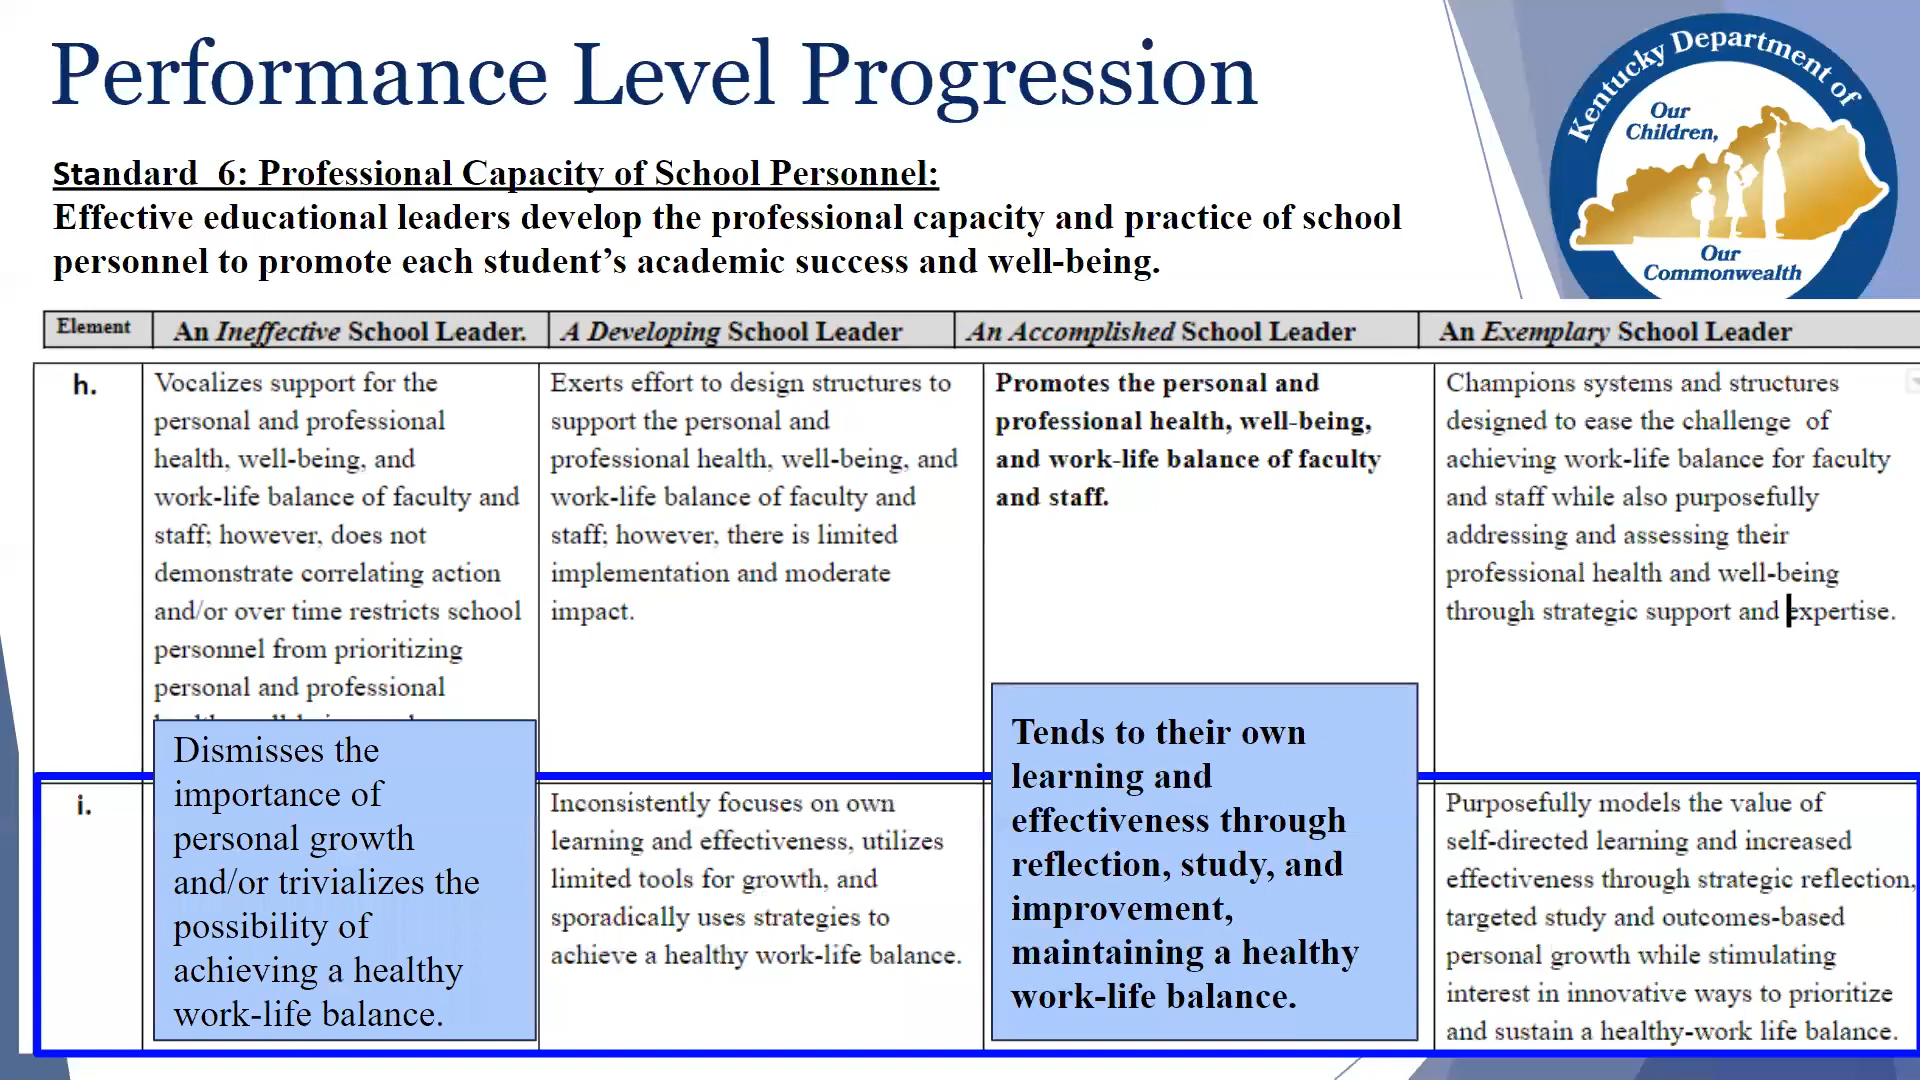 Performance Level Progression
Kentucky Department of
Our
Children,
Our
Commonwealth
Standard 6: Professional Capacity of School Personnel:
Effective educational leaders develop the professional capacity and practice of school
personnel to promote each student's academic success and well-being.
Element
An Ineffective School Leader.
A Developing School Leader
An Accomplished School Leader
An Exemplary School Leader
h.
Vocalizes support for the
personal and professional
health, well-being, and
work-life balance of faculty and
staff; however, does not
demonstrate correlating action
and/or over time restricts school
personnel from prioritizing
personal and professional
Exerts effort to design structures to
support the personal and
professional health, well-being, and
work-life balance of faculty and
staff; however, there is limited
implementation and moderate
impact.
Promotes the personal and
professional health, well-being,
and work-life balance of faculty
and staff.
Champions systems and structures
designed to ease the challenge of
achieving work-life balance for faculty
and staff while also purposefully
addressing and assessing their
professional health and well-being
through strategic support and expertise.
i.
Dismisses the
importance of
personal growth
and/or trivializes the
possibility of
achieving a healthy
work-life balance.
Inconsistently focuses on own
learning and effectiveness, utilizes
limited tools for growth, and
sporadically uses strategies to
achieve a healthy work-life balance.
Tends to their own
learning and
effectiveness through
reflection, study, and
improvement,
maintaining a healthy
work-life balance.
Purposefully models the value of
self-directed learning and increased
effectiveness through strategic reflection,
targeted study and outcomes-based
personal growth while stimulating
interest in innovative ways to prioritize
and sustain a healthy-work life balance.